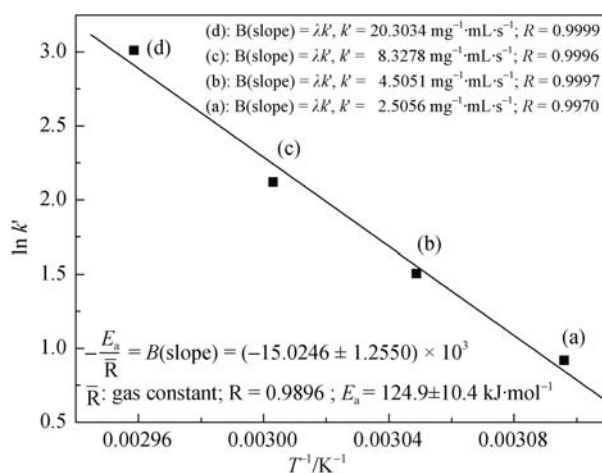 (d): B(slope) = λk', k' = 20.3034 mg⁻¹·mL·s⁻¹; R = 0.9999
(c): B(slope) = λk', k' = 8.3278 mg⁻¹·mL·s⁻¹; R = 0.9996
(b): B(slope) = λk', k' = 4.5051 mg⁻¹·mL·s⁻¹; R = 0.9997
(a): B(slope) = λk', k' = 2.5056 mg⁻¹·mL·s⁻¹; R = 0.9970
3.0
2.5
2.0
1.5
1.0
0.5
ln k'
(d)
(c)
(b)
(a)
−Eₐ/R̅ = B(slope) = (−15.0246 ± 1.2550) × 10³
R̅: gas constant; R = 0.9896 ; Eₐ = 124.9±10.4 kJ·mol⁻¹
0.00296 0.00300 0.00304 0.00308
T⁻¹/K⁻¹